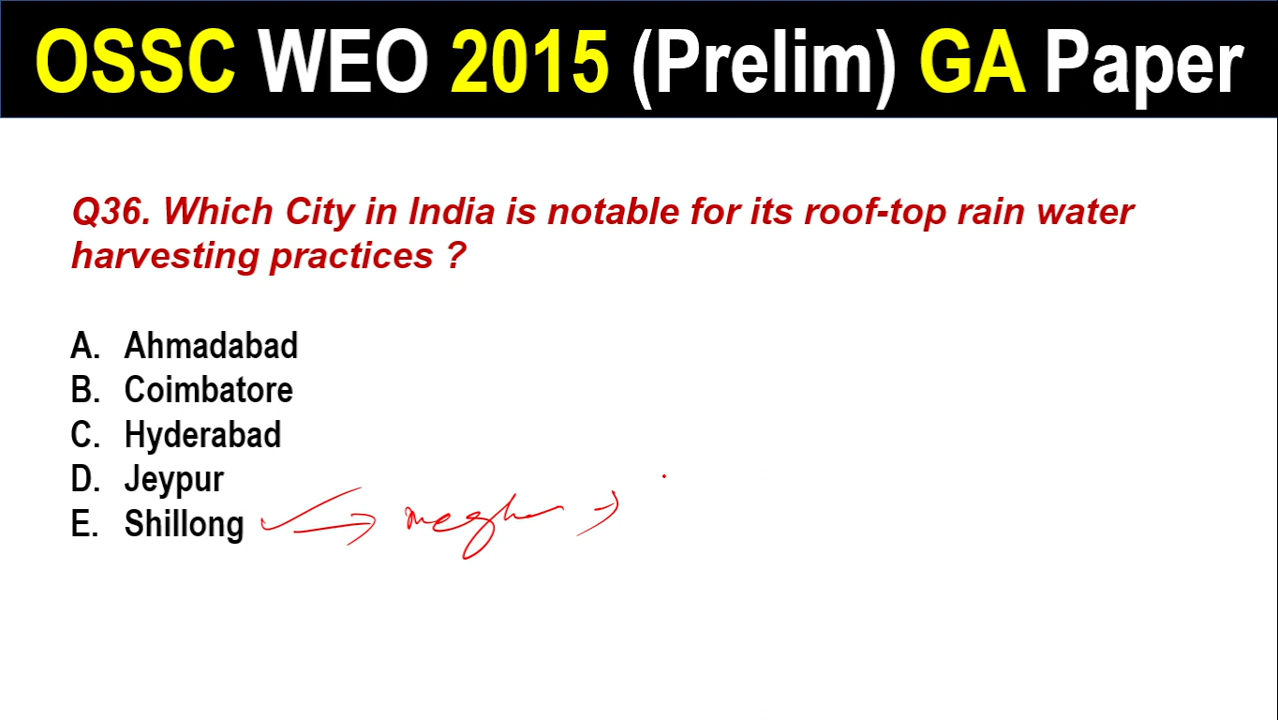 OSSC WEO 2015 (Prelim) GA Paper
Q36. Which City in India is notable for its roof-top rain water
harvesting practices ?
A. Ahmadabad
B. Coimbatore
C. Hyderabad
D. Jeypur
E. Shillong